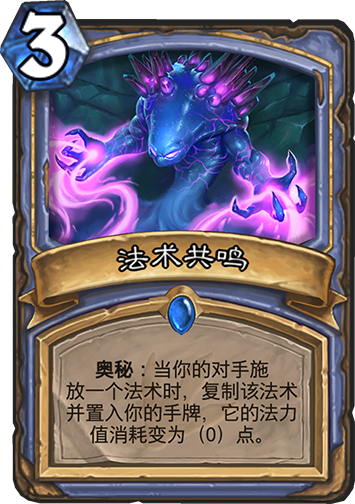 3
法术共鸣
奥秘：当你的对手施
放一个法术时，复制该法术
并置入你的手牌，它的法力
值消耗变为（0）点。